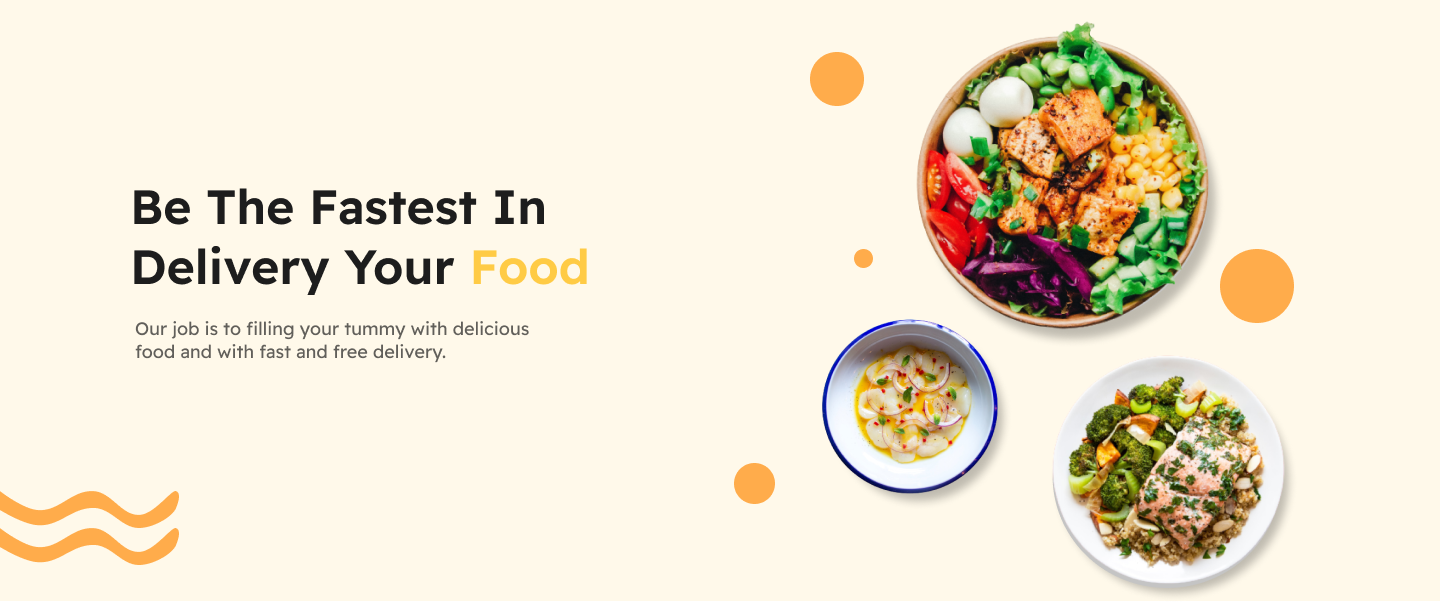 Be The Fastest In
Delivery Your Food
Our job is to filling your tummy with delicious
food and with fast and free delivery.